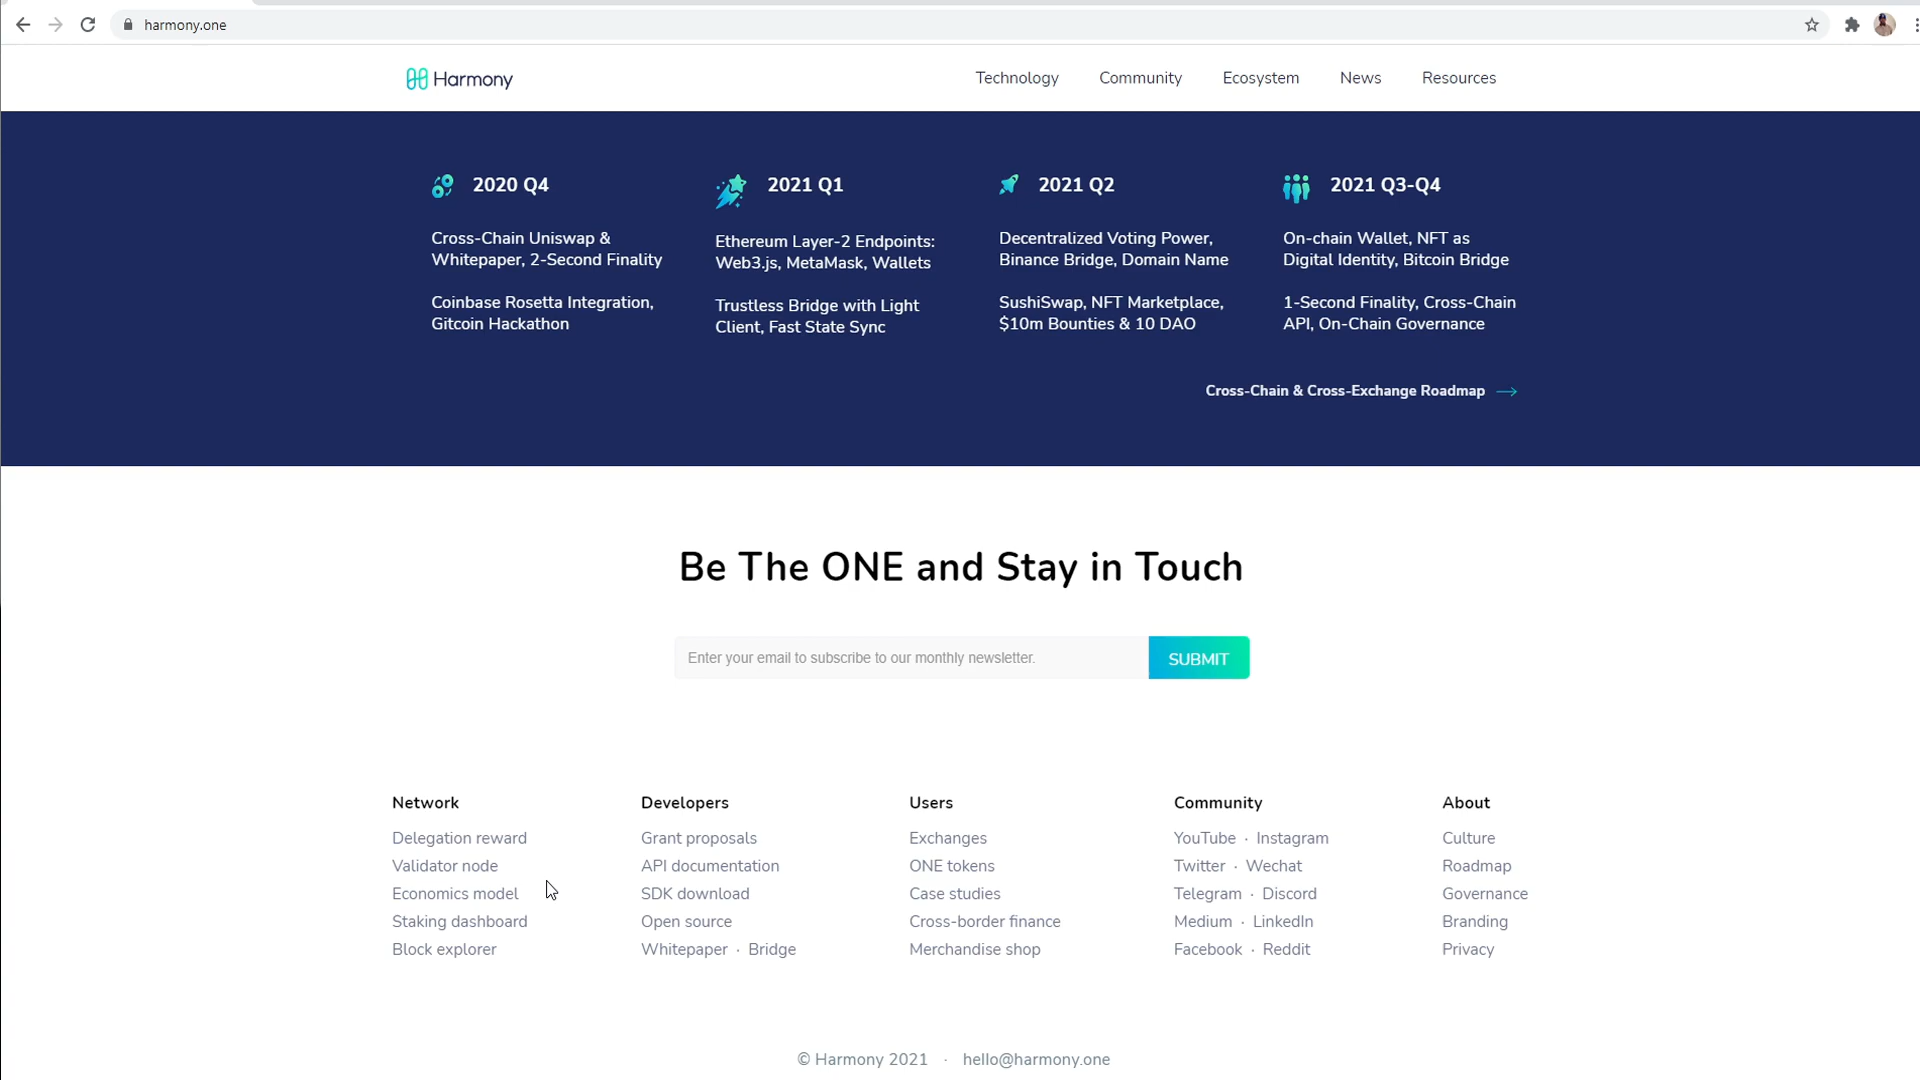 harmony.one
Harmony
Technology Community Ecosystem News Resources
2020 Q4
Cross-Chain Uniswap &
Whitepaper, 2-Second Finality
Coinbase Rosetta Integration,
Gitcoin Hackathon
2021 Q1
Ethereum Layer-2 Endpoints:
Web3.js, MetaMask, Wallets
Trustless Bridge with Light
Client, Fast State Sync
2021 Q2
Decentralized Voting Power,
Binance Bridge, Domain Name
SushiSwap, NFT Marketplace,
$10m Bounties & 10 DAO
2021 Q3-Q4
On-chain Wallet, NFT as
Digital Identity, Bitcoin Bridge
1-Second Finality, Cross-Chain
API, On-Chain Governance
Cross-Chain & Cross-Exchange Roadmap
Be The ONE and Stay in Touch
Enter your email to subscribe to our monthly newsletter.
SUBMIT
Network
Delegation reward
Validator node
Economics model
Staking dashboard
Block explorer
Developers
Grant proposals
API documentation
SDK download
Open source
Whitepaper · Bridge
Users
Exchanges
ONE tokens
Case studies
Cross-border finance
Merchandise shop
Community
YouTube · Instagram
Twitter · Wechat
Telegram · Discord
Medium · LinkedIn
Facebook · Reddit
About
Culture
Roadmap
Governance
Branding
Privacy
© Harmony 2021 · hello@harmony.one